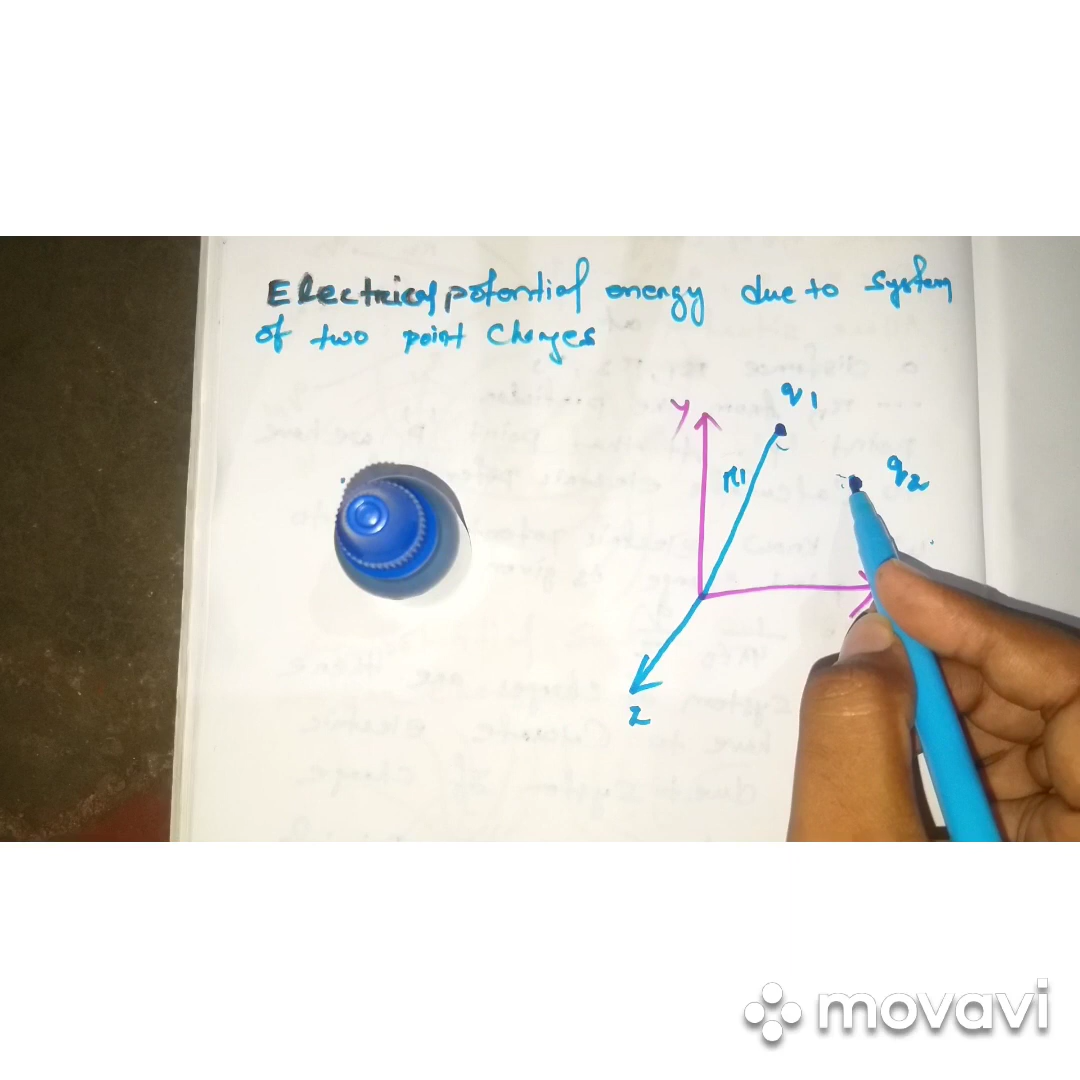 Electrical potential energy due to system
of two point charges
y
q1
r1
q2
z
movavi